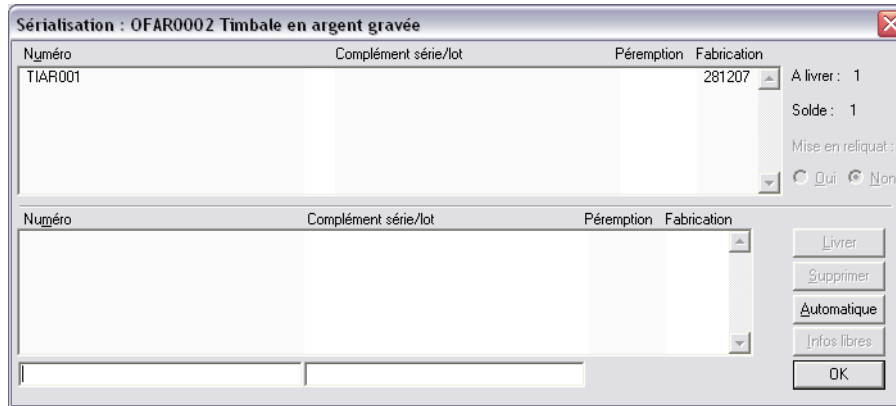 Sérialisation : OFAR0002 Timbale en argent gravée
Numéro Complément série/lot Péremption Fabrication
TIAR001 281207
A livrer : 1
Solde : 1
Mise en reliquat :
Oui Non
Numéro Complément série/lot Péremption Fabrication
Livrer
Supprimer
Automatique
Infos libres
OK